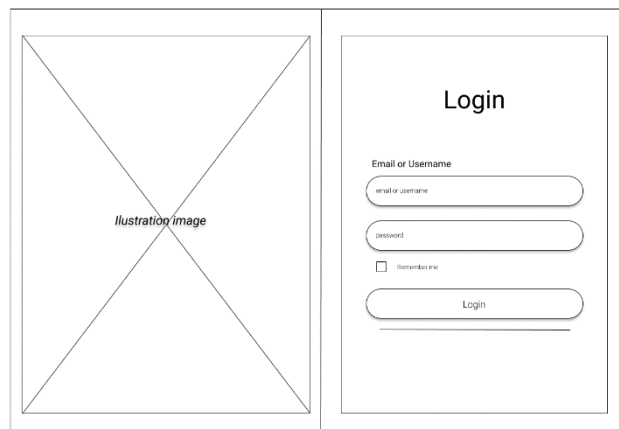 Ilustration image
Login
Email or Username
email or username
password
Remember me
Login